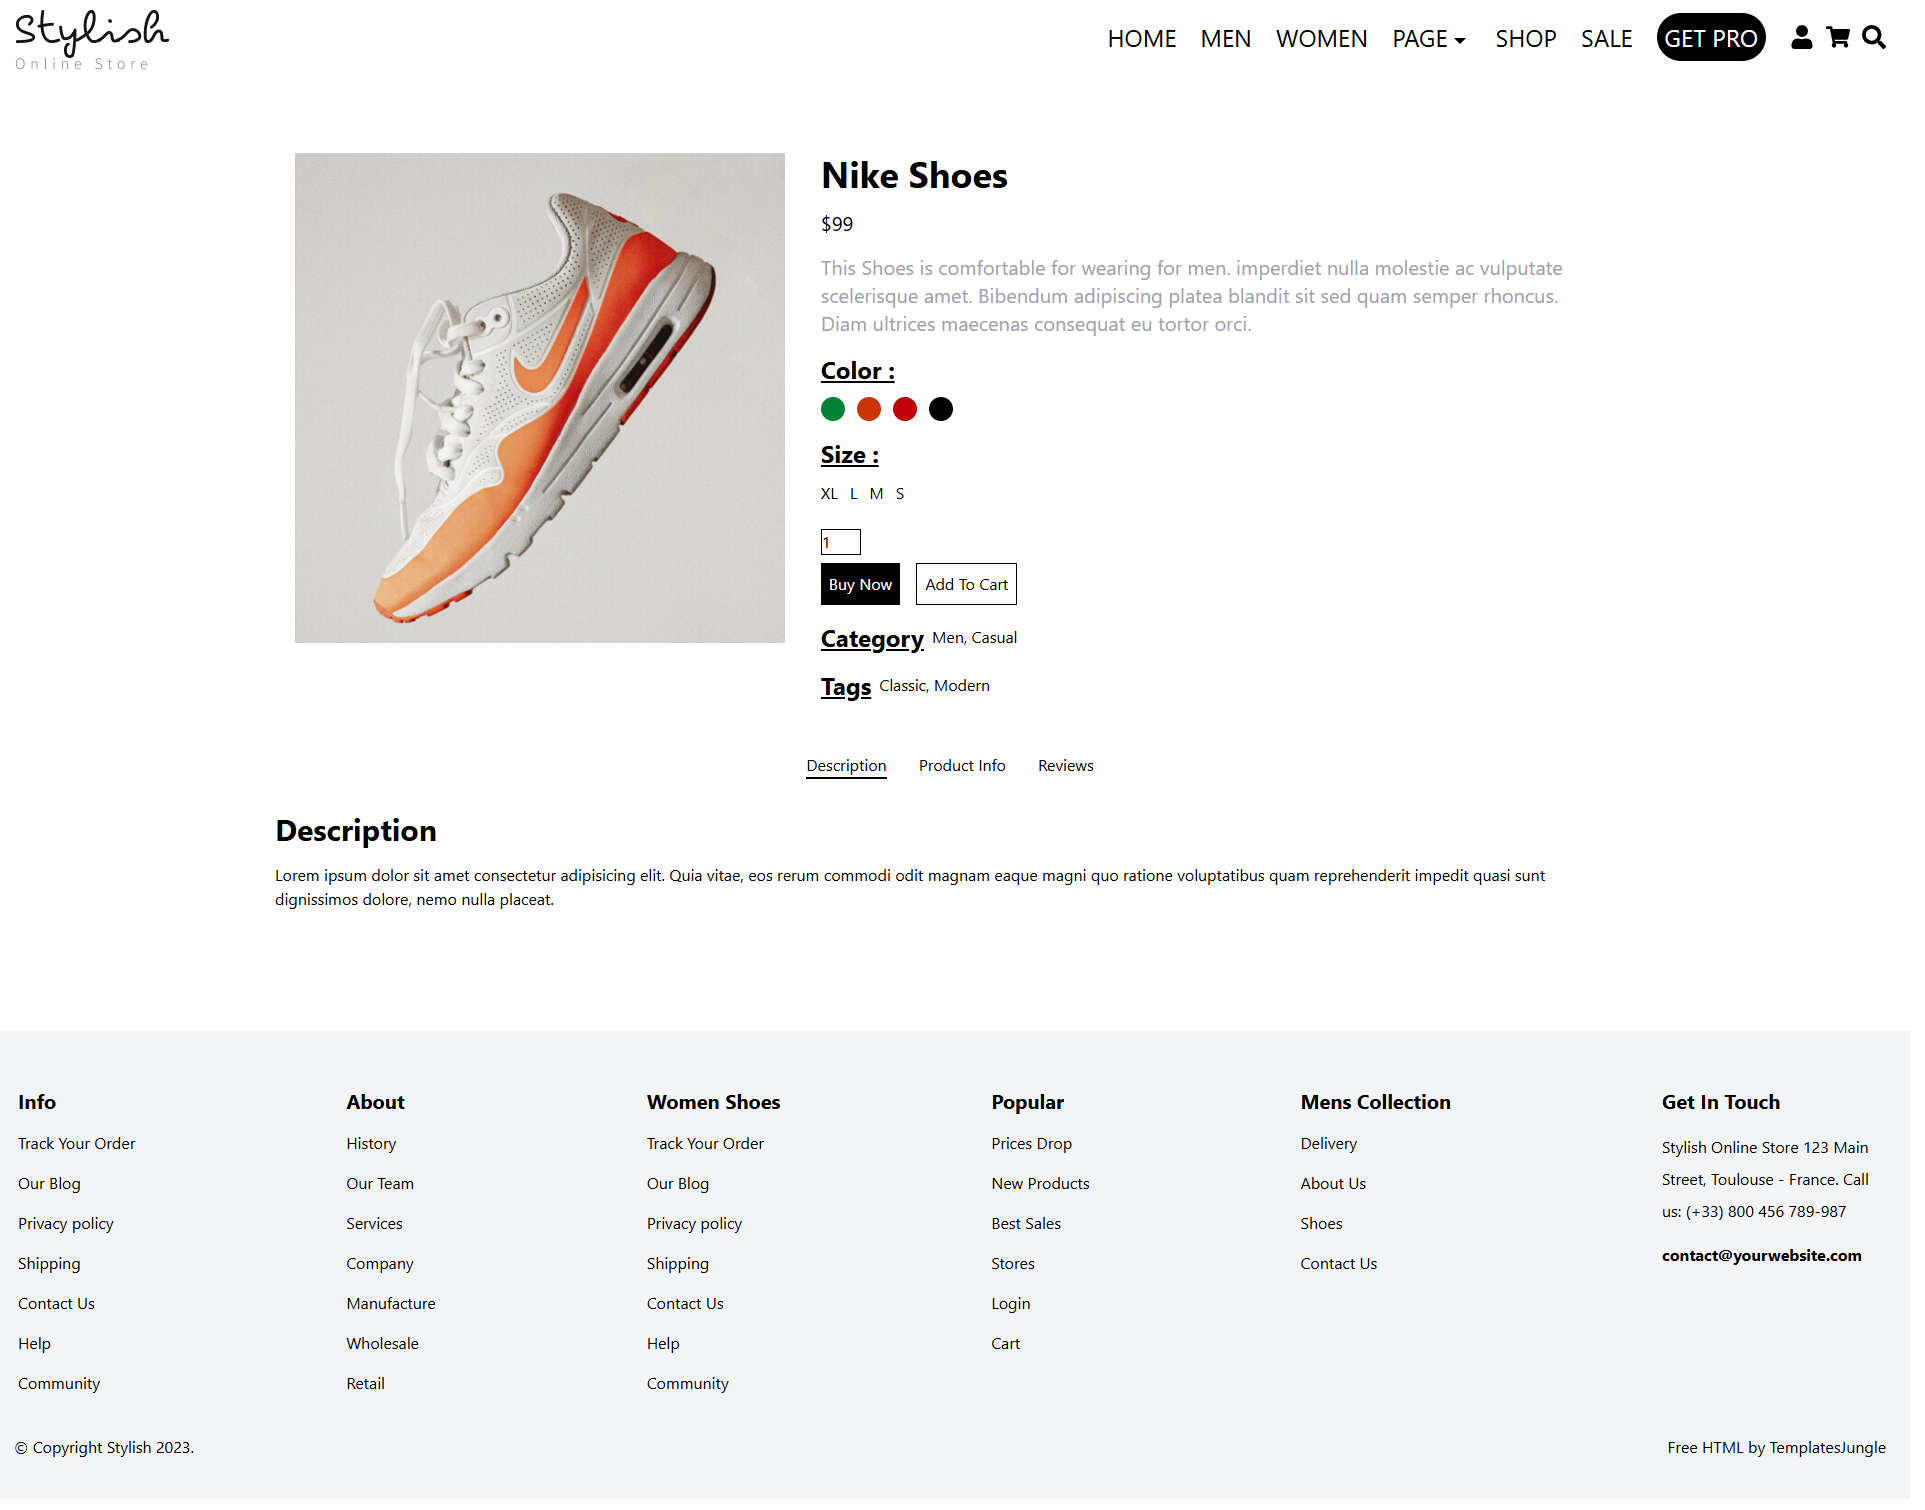 Stylish
Online Store
HOME MEN WOMEN PAGE SHOP SALE GET PRO
Nike Shoes
$99
This Shoes is comfortable for wearing for men. imperdiet nulla molestie ac vulputate
scelerisque amet. Bibendum adipiscing platea blandit sit sed quam semper rhoncus.
Diam ultrices maecenas consequat eu tortor orci.
Color :
Size :
XL L M S
1
Buy Now Add To Cart
Category Men, Casual
Tags Classic, Modern
Description Product Info Reviews
Description
Lorem ipsum dolor sit amet consectetur adipisicing elit. Quia vitae, eos rerum commodi odit magnam eaque magni quo ratione voluptatibus quam reprehenderit impedit quasi sunt
dignissimos dolore, nemo nulla placeat.
Info
Track Your Order
Our Blog
Privacy policy
Shipping
Contact Us
Help
Community
About
History
Our Team
Services
Company
Manufacture
Wholesale
Retail
Women Shoes
Track Your Order
Our Blog
Privacy policy
Shipping
Contact Us
Help
Community
Popular
Prices Drop
New Products
Best Sales
Stores
Login
Cart
Mens Collection
Delivery
About Us
Shoes
Contact Us
Get In Touch
Stylish Online Store 123 Main
Street, Toulouse - France. Call
us: (+33) 800 456 789-987
contact@yourwebsite.com
© Copyright Stylish 2023.
Free HTML by TemplatesJungle